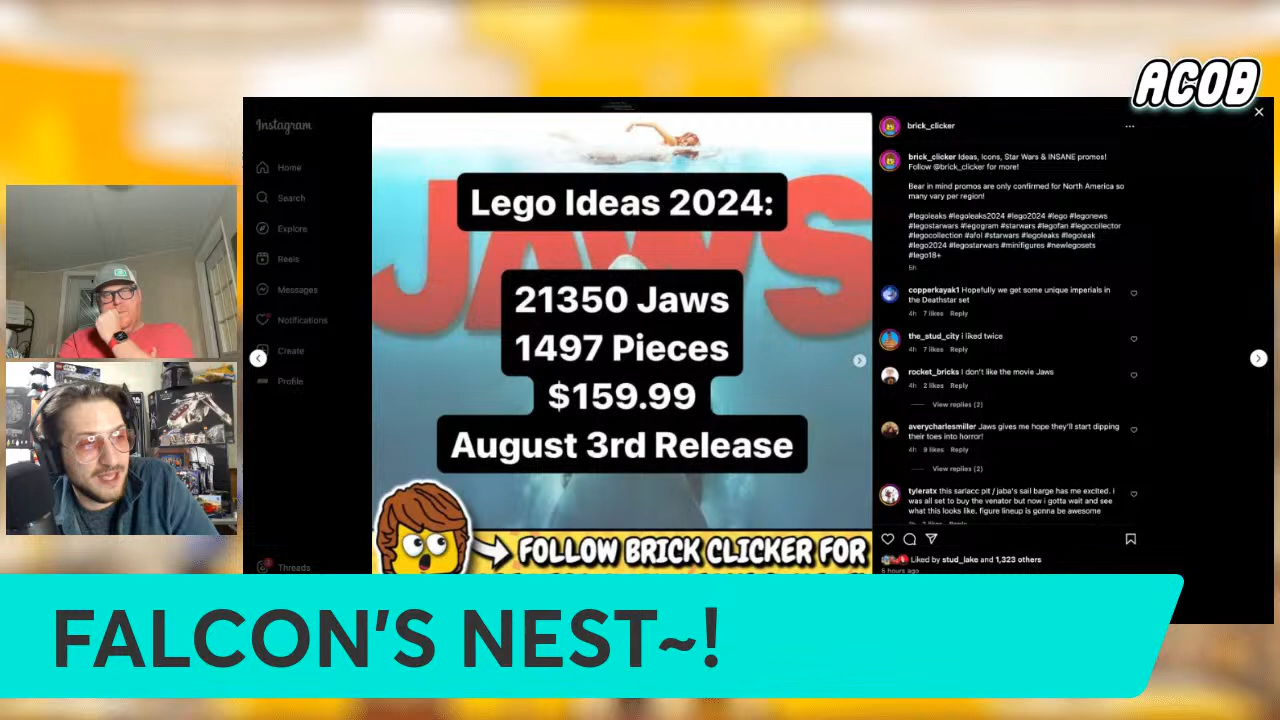 ACOB
Instagram
Home
Search
Explore
Reels
Messages
Notifications
Create
Profile
Threads
JAWS
Lego Ideas 2024:
21350 Jaws
1497 Pieces
$159.99
August 3rd Release
FOLLOW BRICK CLICKER FOR
brick_clicker
brick_clicker Ideas, Icons, Star Wars & INSANE promos!
Follow @brick_clicker for more!
Bear in mind promos are only confirmed for North America so
many vary per region!
#legoleaks #legoleaks2024 #lego2024 #lego #legonews
#legostarwars #legogram #starwars #legofan #legocollector
#legocollection #afol #starwars #legoleaks #legoleak
#lego2024 #legostarwars #minifigures #newlegosets
#lego18+
5h
copperkayak1 Hopefully we get some unique imperials in
the Deathstar set
4h 7 likes Reply
the_stud_city i liked twice
4h 7 likes Reply
rocket_bricks I don't like the movie Jaws
4h 2 likes Reply
View replies (2)
averycharlesmiller Jaws gives me hope they'll start dipping
their toes into horror!
4h 9 likes Reply
View replies (2)
tyleratx this sarlacc pit / jaba's sail barge has me excited. i
was all set to buy the venator but now i gotta wait and see
what this looks like. figure lineup is gonna be awesome
Liked by stud_lake and 1,323 others
5 hours ago
FALCON'S NEST~!